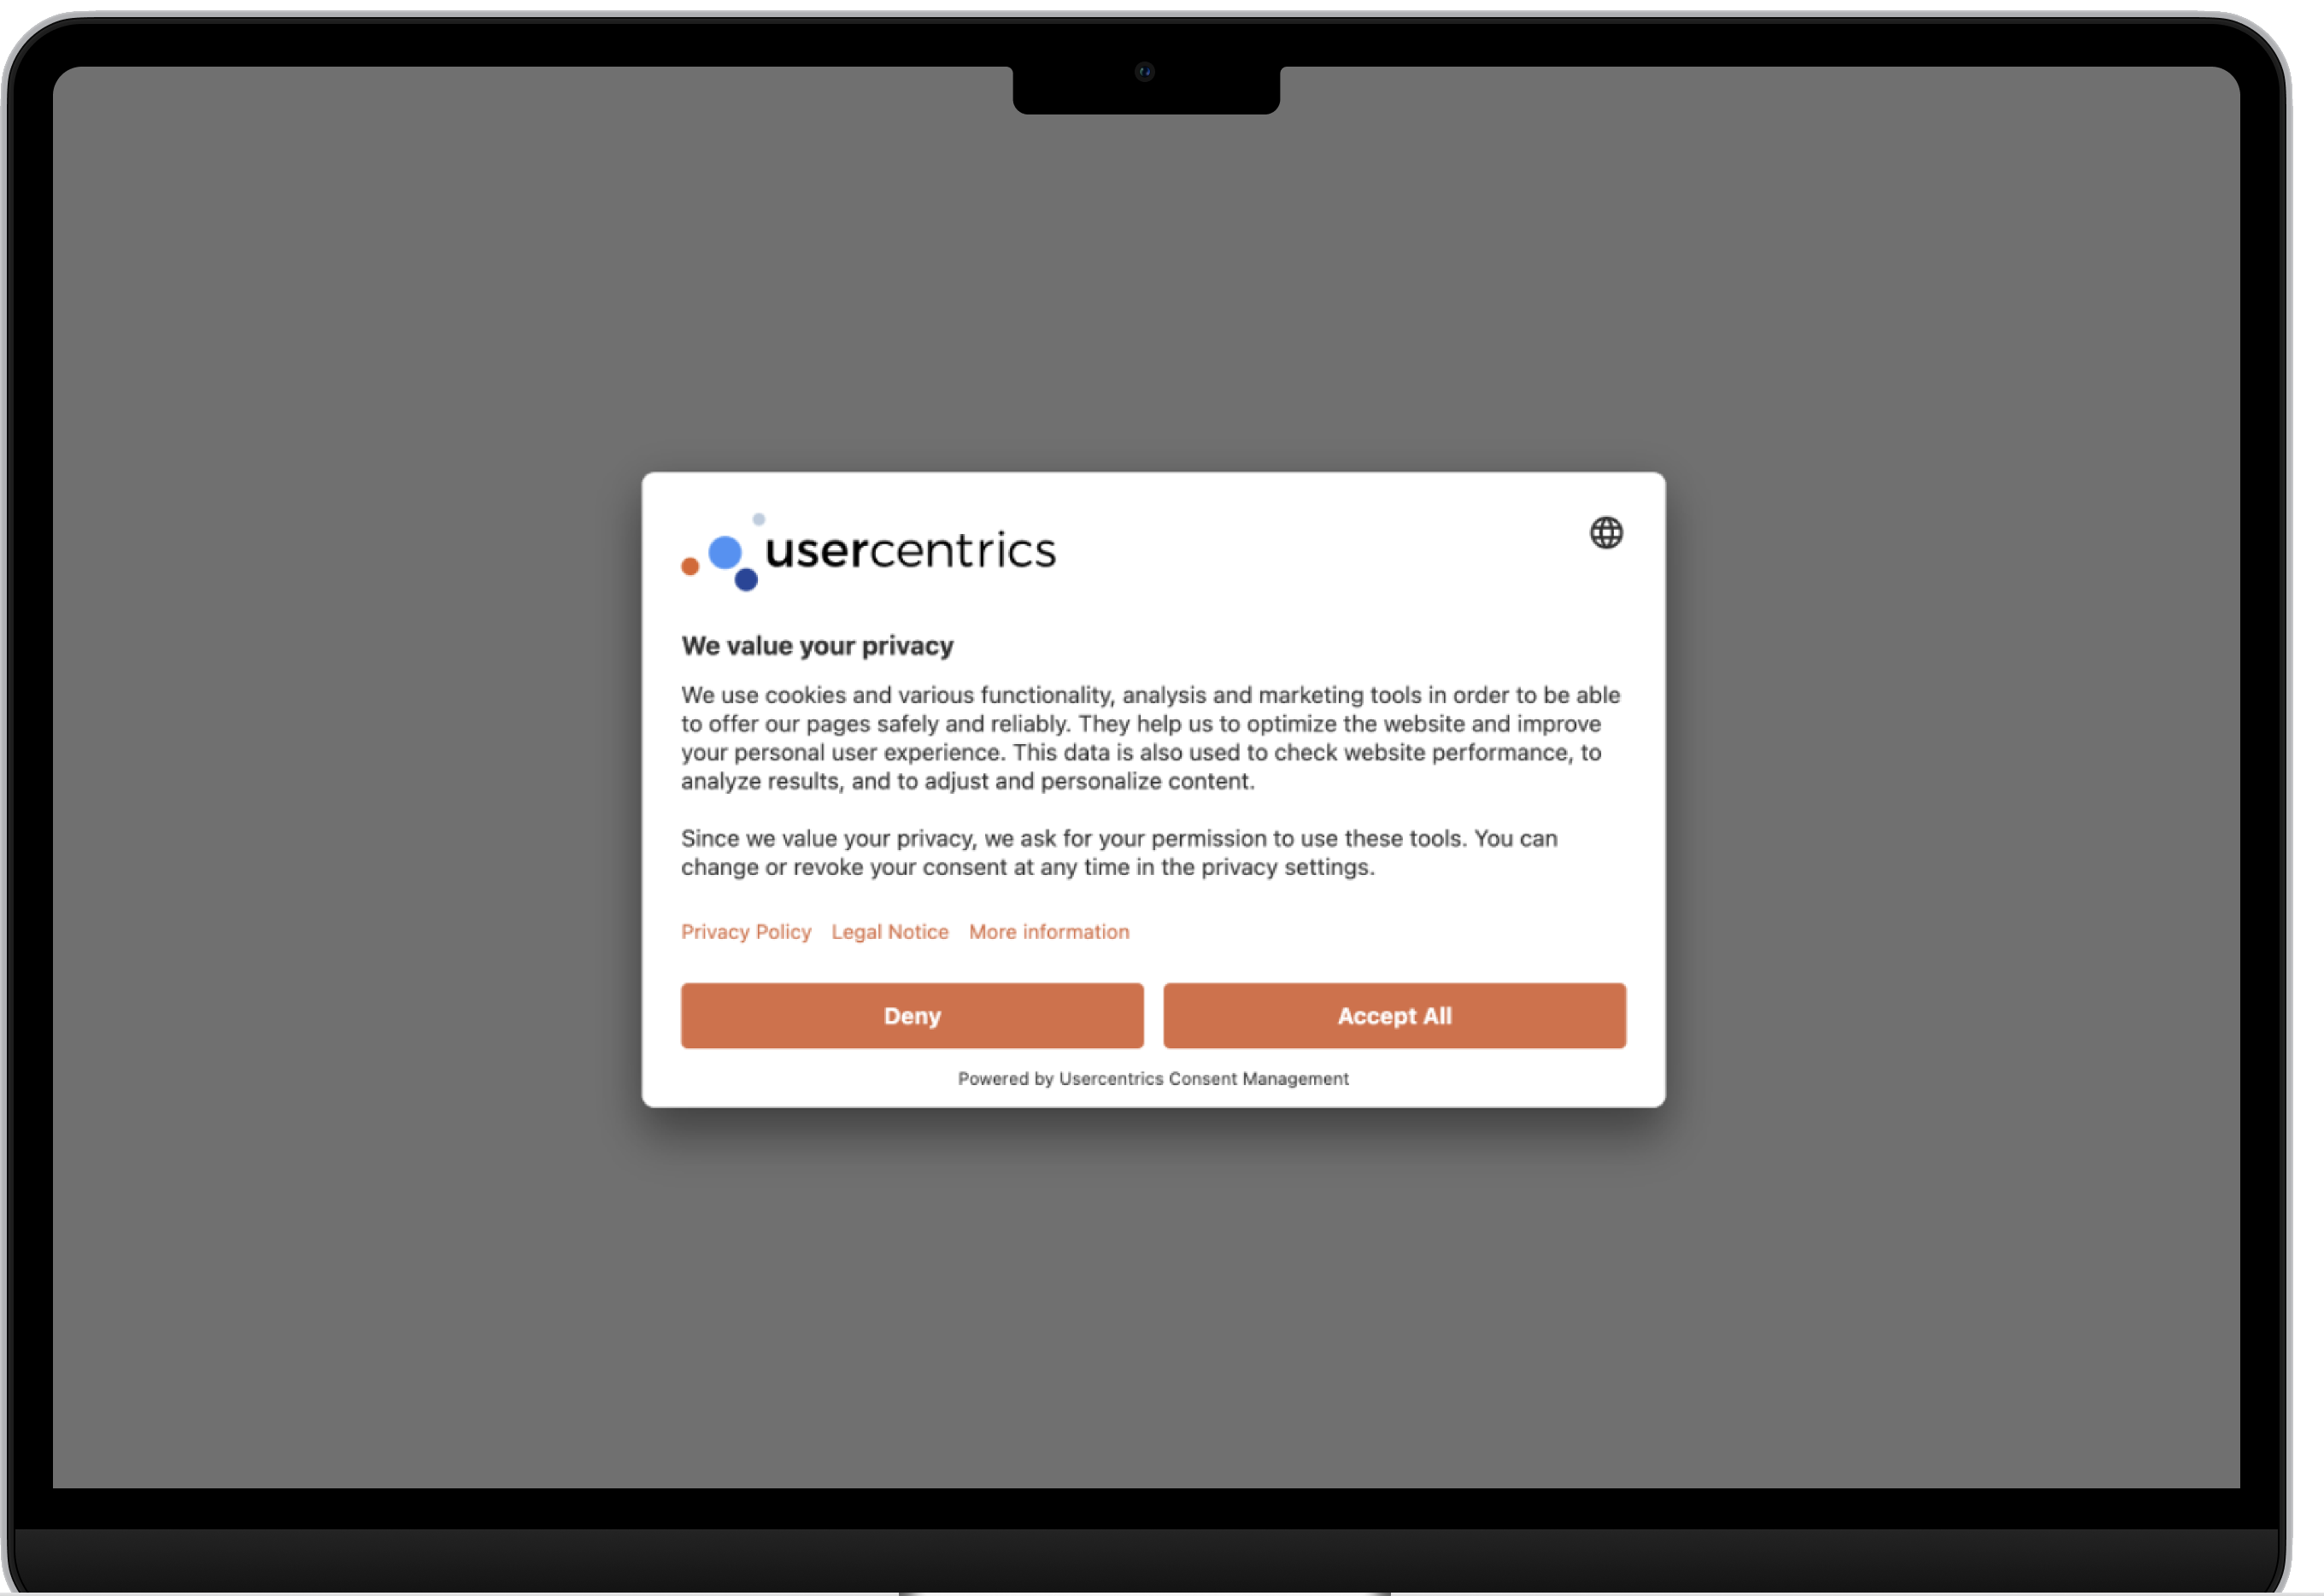 usercentrics
We value your privacy
We use cookies and various functionality, analysis and marketing tools in order to be able
to offer our pages safely and reliably. They help us to optimize the website and improve
your personal user experience. This data is also used to check website performance, to
analyze results, and to adjust and personalize content.
Since we value your privacy, we ask for your permission to use these tools. You can
change or revoke your consent at any time in the privacy settings.
Privacy Policy Legal Notice More information
Deny Accept All
Powered by Usercentrics Consent Management